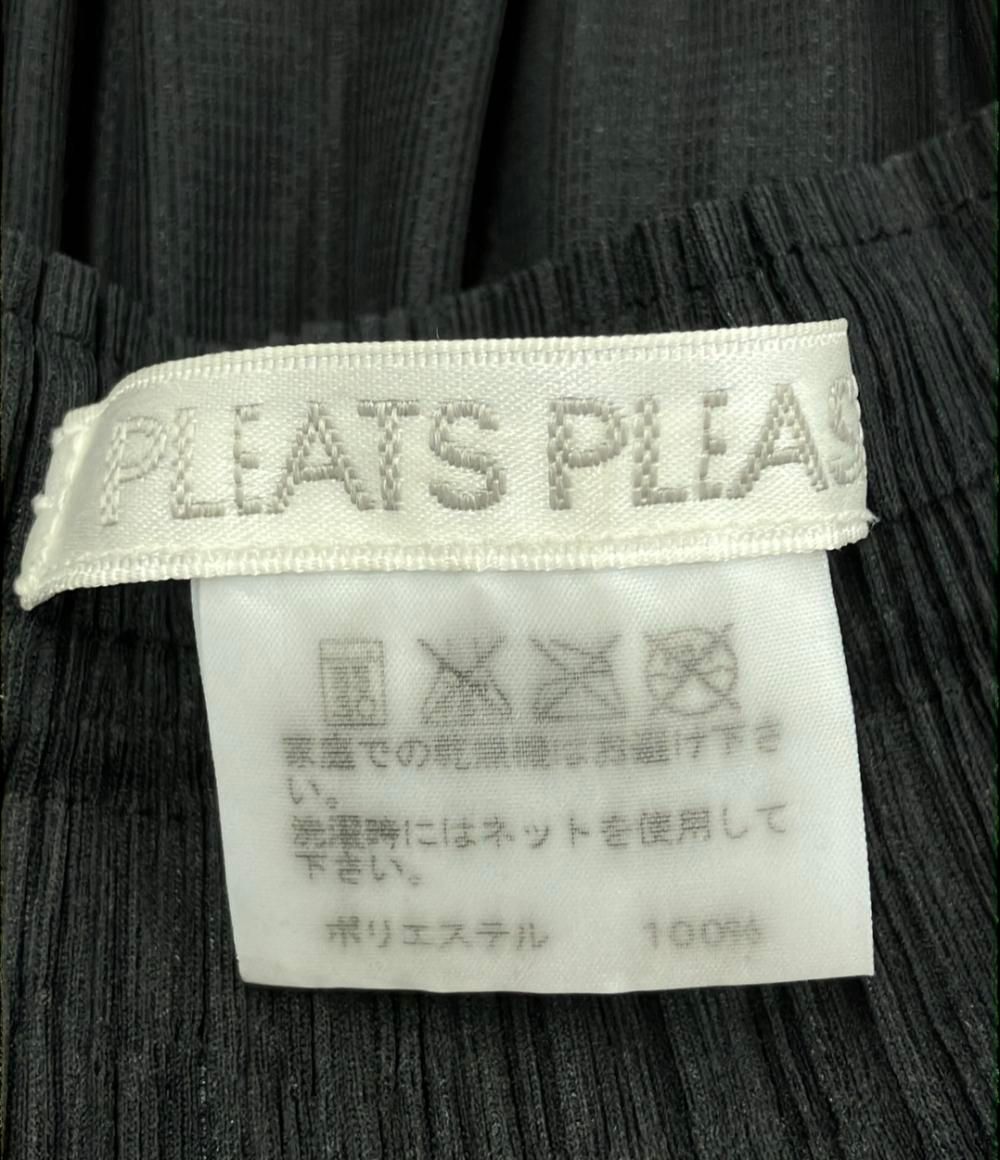 PLEATS PLEAS
家庭での乾燥機はお避け下さ
い。
洗濯時にはネットを使用して
下さい。
ポリエステル 100%